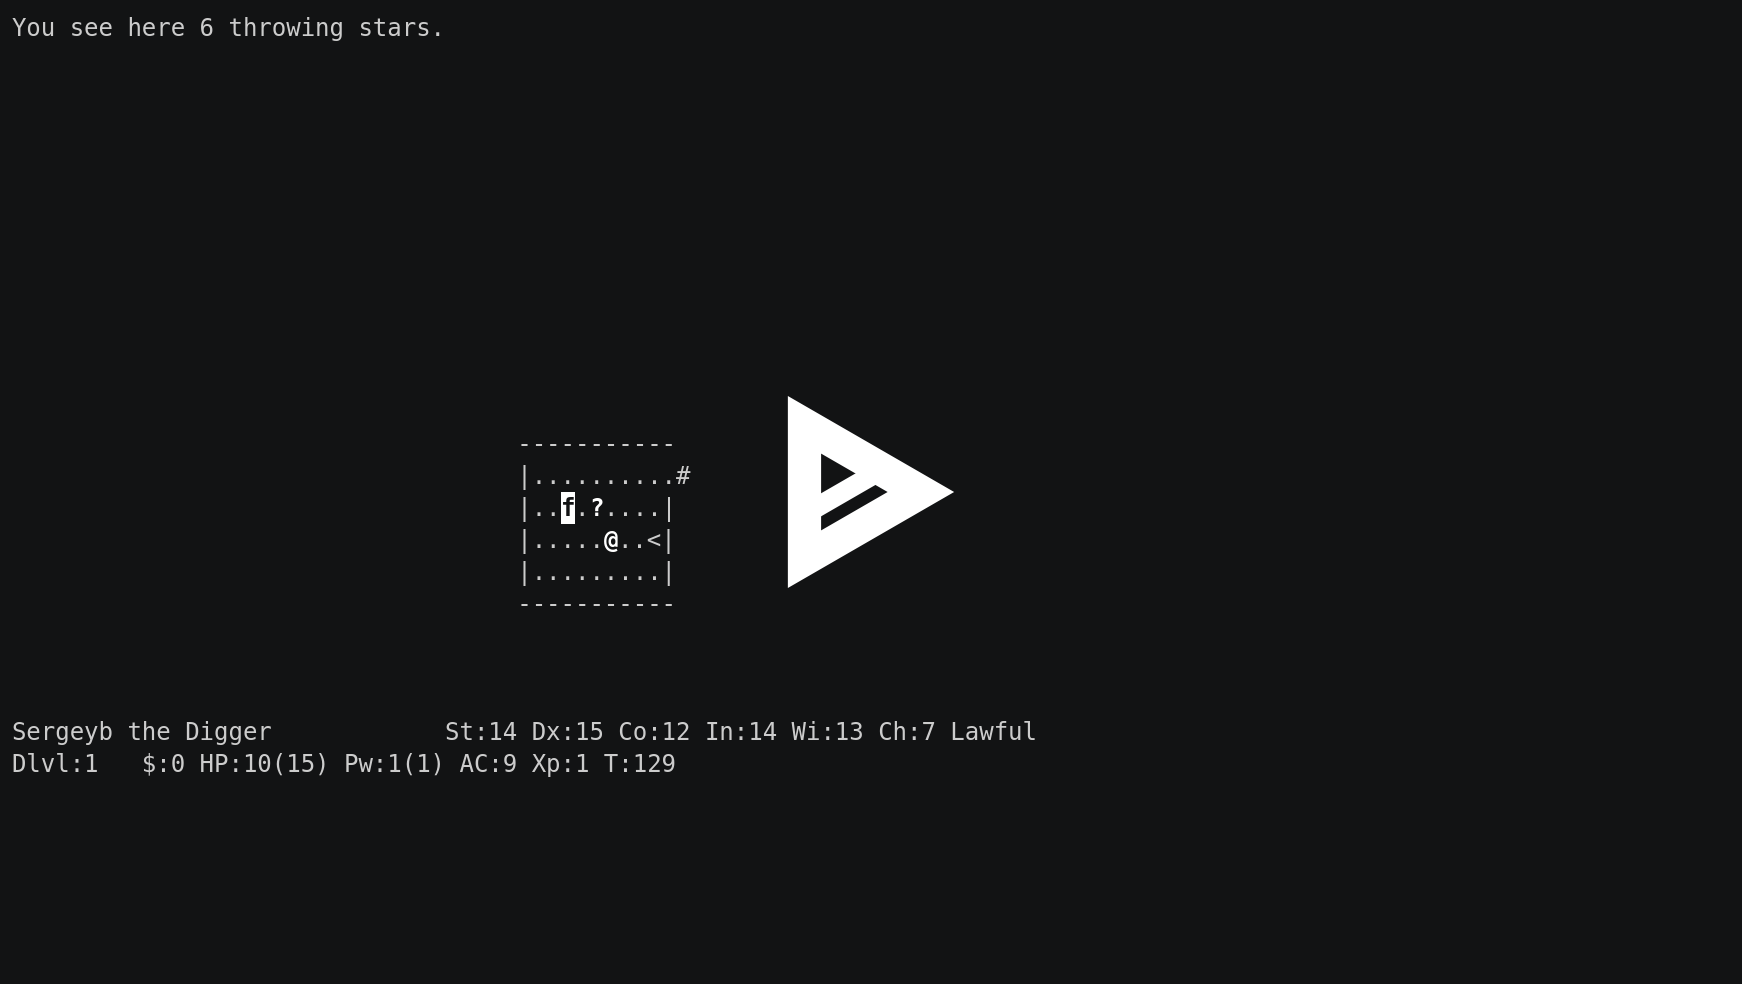 You see here 6 throwing stars.
-----------
|..........#
|..f.?....|
|.....@..<|
|.........|
-----------
Sergeyb the Digger            St:14 Dx:15 Co:12 In:14 Wi:13 Ch:7 Lawful
Dlvl:1   $:0 HP:10(15) Pw:1(1) AC:9 Xp:1 T:129